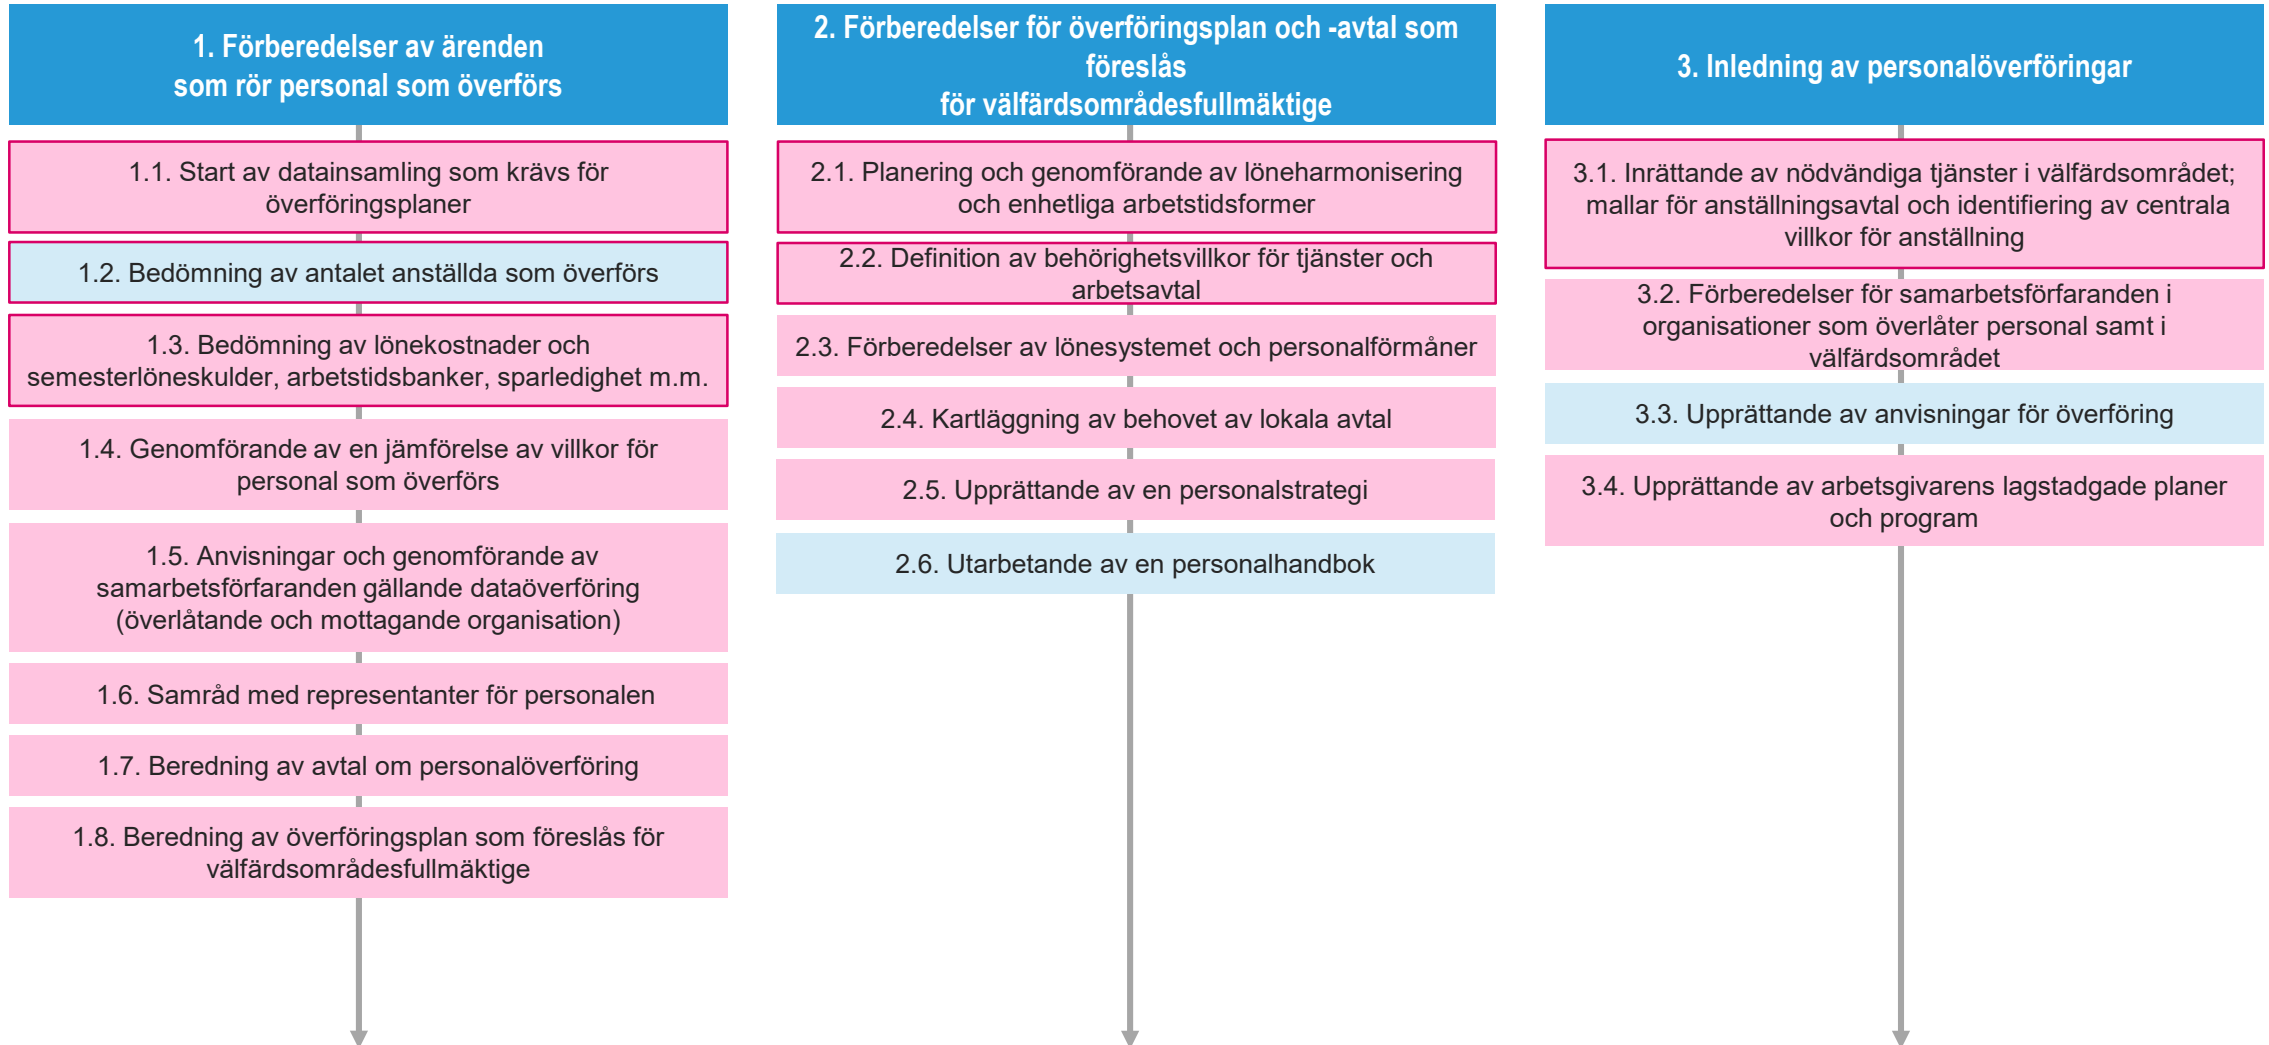 1. Förberedelser av ärenden
som rör personal som överförs
1.1. Start av datainsamling som krävs för
överföringsplaner
1.2. Bedömning av antalet anställda som överförs
1.3. Bedömning av lönekostnader och
semesterlöneskulder, arbetstidsbanker, sparledighet m.m.
1.4. Genomförande av en jämförelse av villkor för
personal som överförs
1.5. Anvisningar och genomförande av
samarbetsförfaranden gällande dataöverföring
(överlåtande och mottagande organisation)
1.6. Samråd med representanter för personalen
1.7. Beredning av avtal om personalöverföring
1.8. Beredning av överföringsplan som föreslås för
välfärdsområdesfullmäktige
2. Förberedelser för överföringsplan och -avtal som
föreslås
för välfärdsområdesfullmäktige
2.1. Planering och genomförande av löneharmonisering
och enhetliga arbetstidsformer
2.2. Definition av behörighetsvillkor för tjänster och
arbetsavtal
2.3. Förberedelser av lönesystemet och personalförmåner
2.4. Kartläggning av behovet av lokala avtal
2.5. Upprättande av en personalstrategi
2.6. Utarbetande av en personalhandbok
3. Inledning av personalöverföringar
3.1. Inrättande av nödvändiga tjänster i välfärdsområdet;
mallar för anställningsavtal och identifiering av centrala
villkor för anställning
3.2. Förberedelser för samarbetsförfaranden i
organisationer som överlåter personal samt i
välfärdsområdet
3.3. Upprättande av anvisningar för överföring
3.4. Upprättande av arbetsgivarens lagstadgade planer
och program